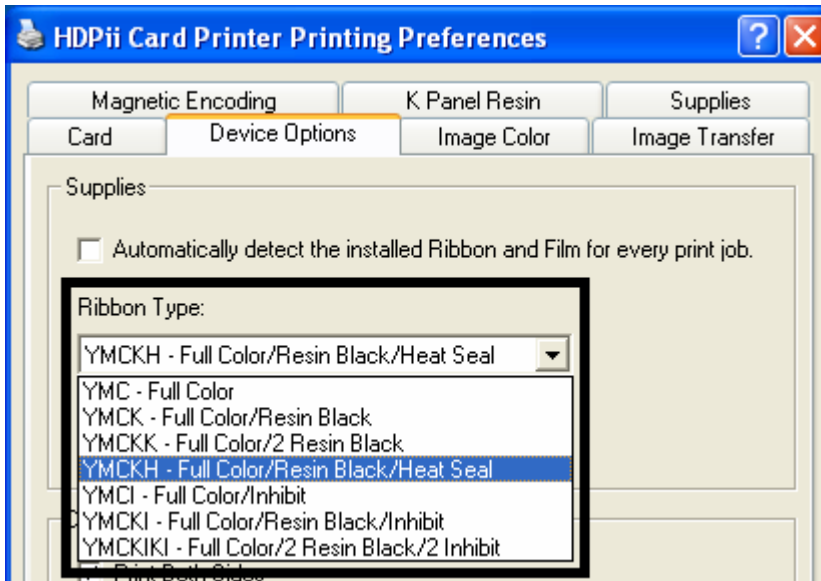 HDPii Card Printer Printing Preferences
Magnetic Encoding K Panel Resin Supplies
Card Device Options Image Color Image Transfer
Supplies
Automatically detect the installed Ribbon and Film for every print job.
Ribbon Type:
YMCKH - Full Color/Resin Black/Heat Seal
YMC - Full Color
YMCK - Full Color/Resin Black
YMCKK - Full Color/2 Resin Black
YMCKH - Full Color/Resin Black/Heat Seal
YMCI - Full Color/Inhibit
YMCKI - Full Color/Resin Black/Inhibit
YMCKIKI - Full Color/2 Resin Black/2 Inhibit
Print Both Sides